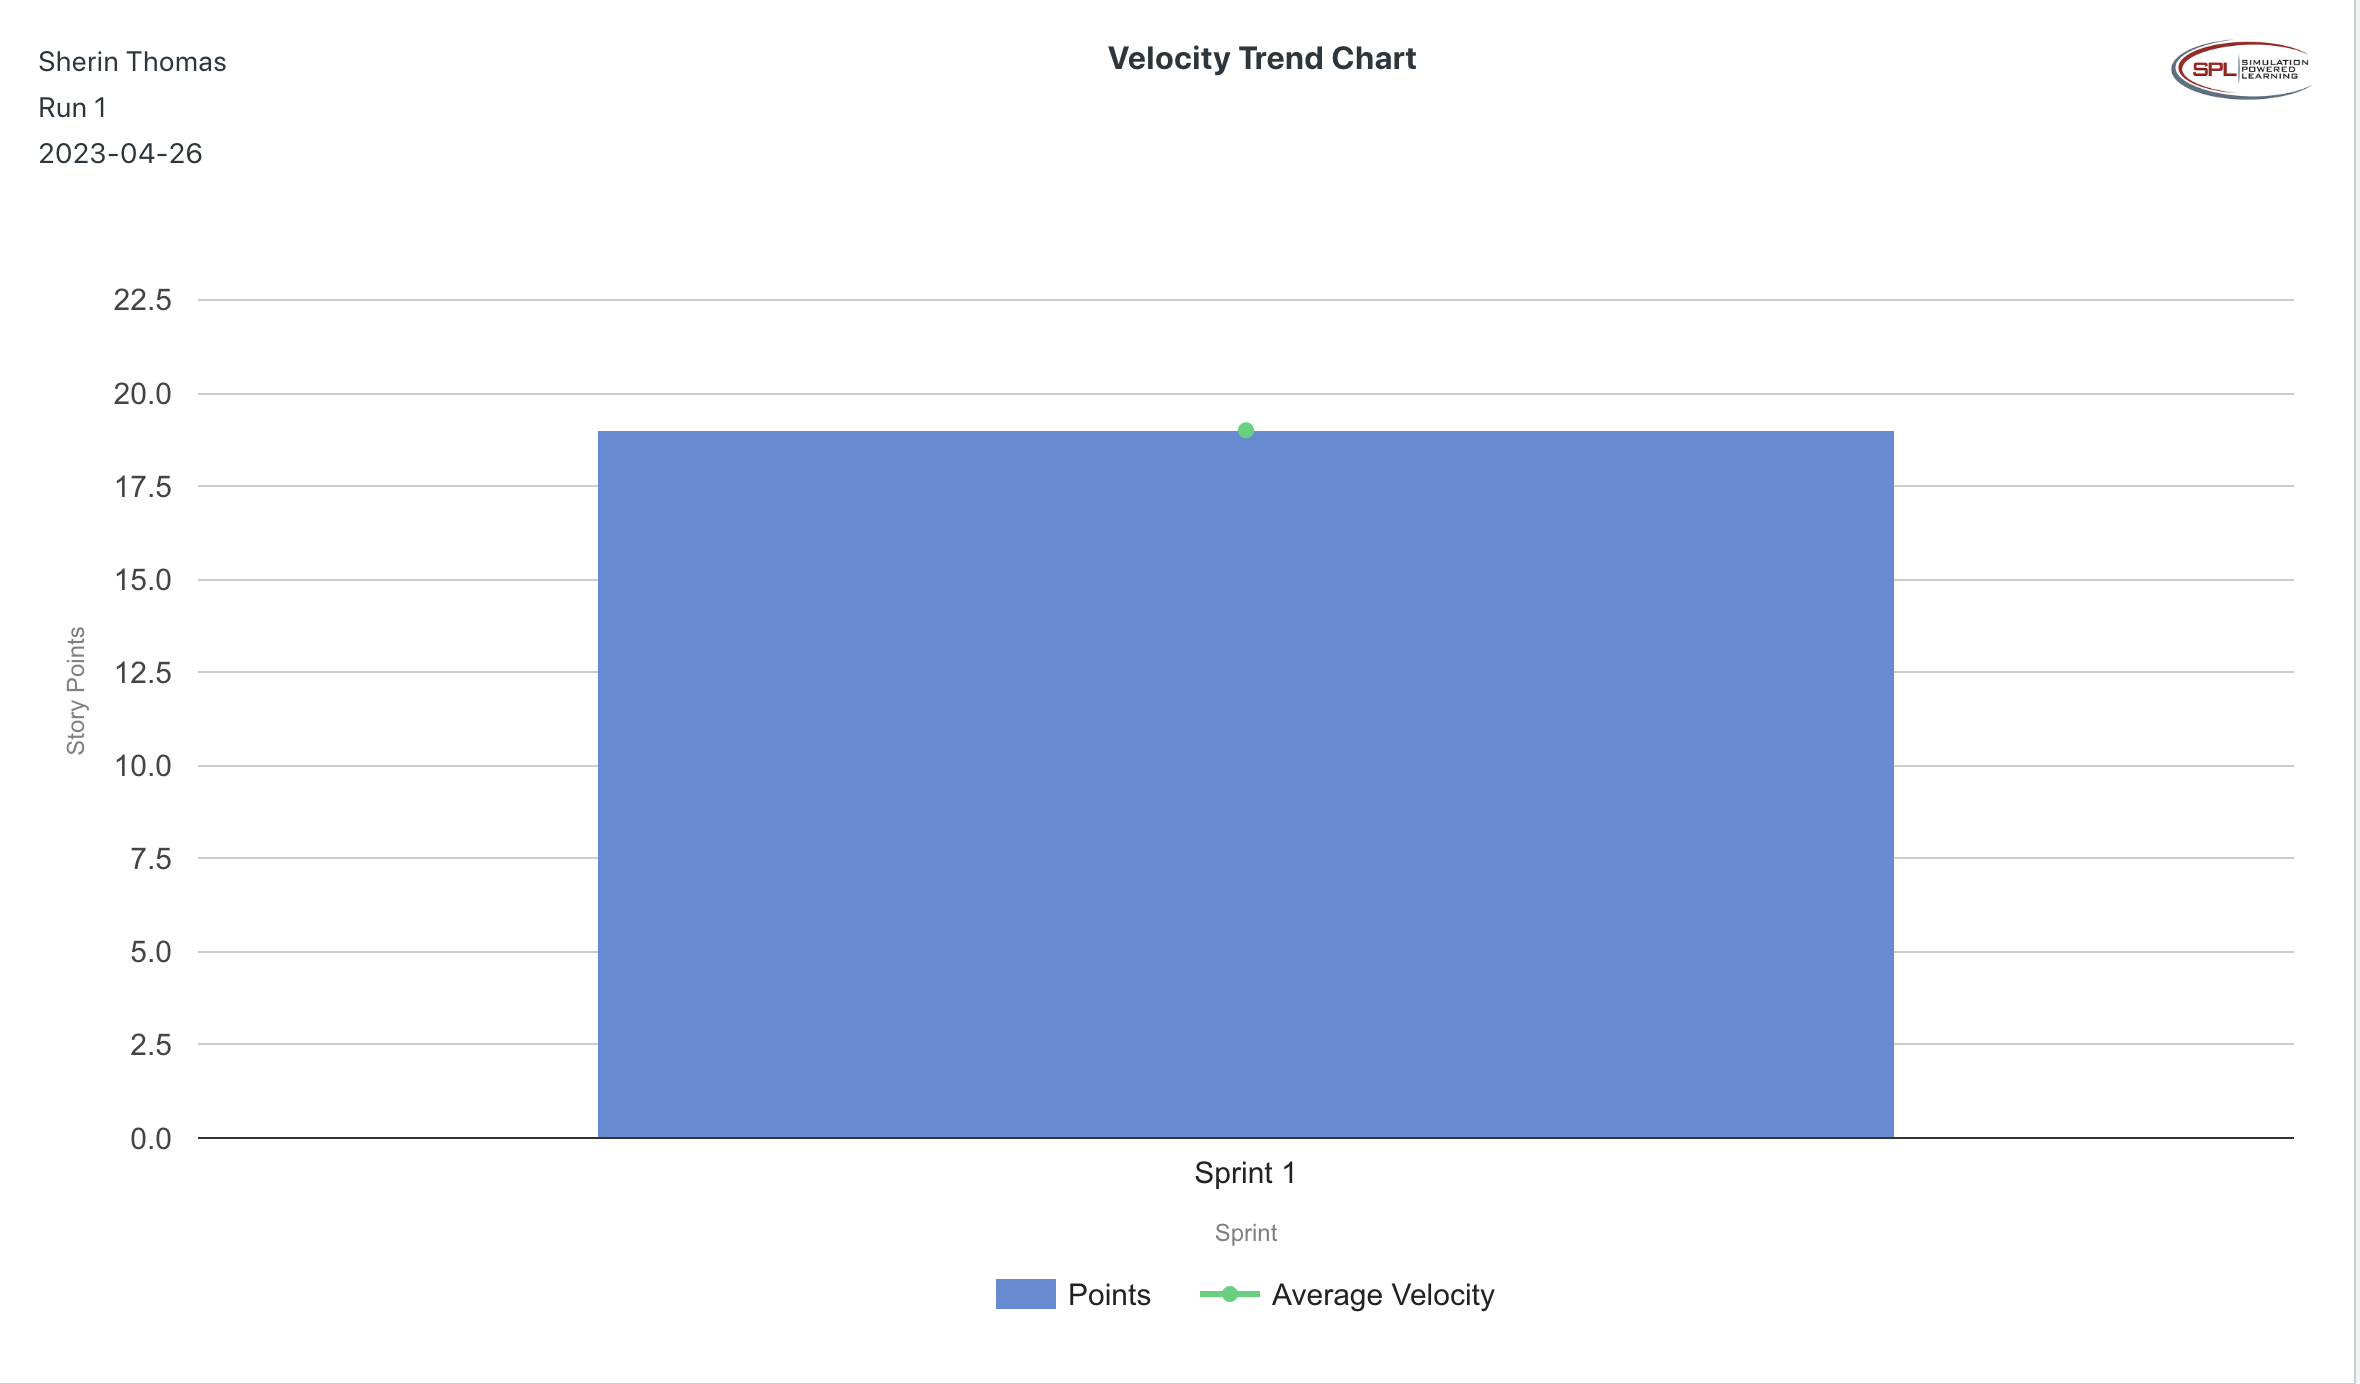 Sherin Thomas
Run 1
2023-04-26
Velocity Trend Chart
SPL
SIMULATION
POWERED
LEARNING
Story Points
22.5
20.0
17.5
15.0
12.5
10.0
7.5
5.0
2.5
0.0
Sprint 1
Sprint
Points
Average Velocity